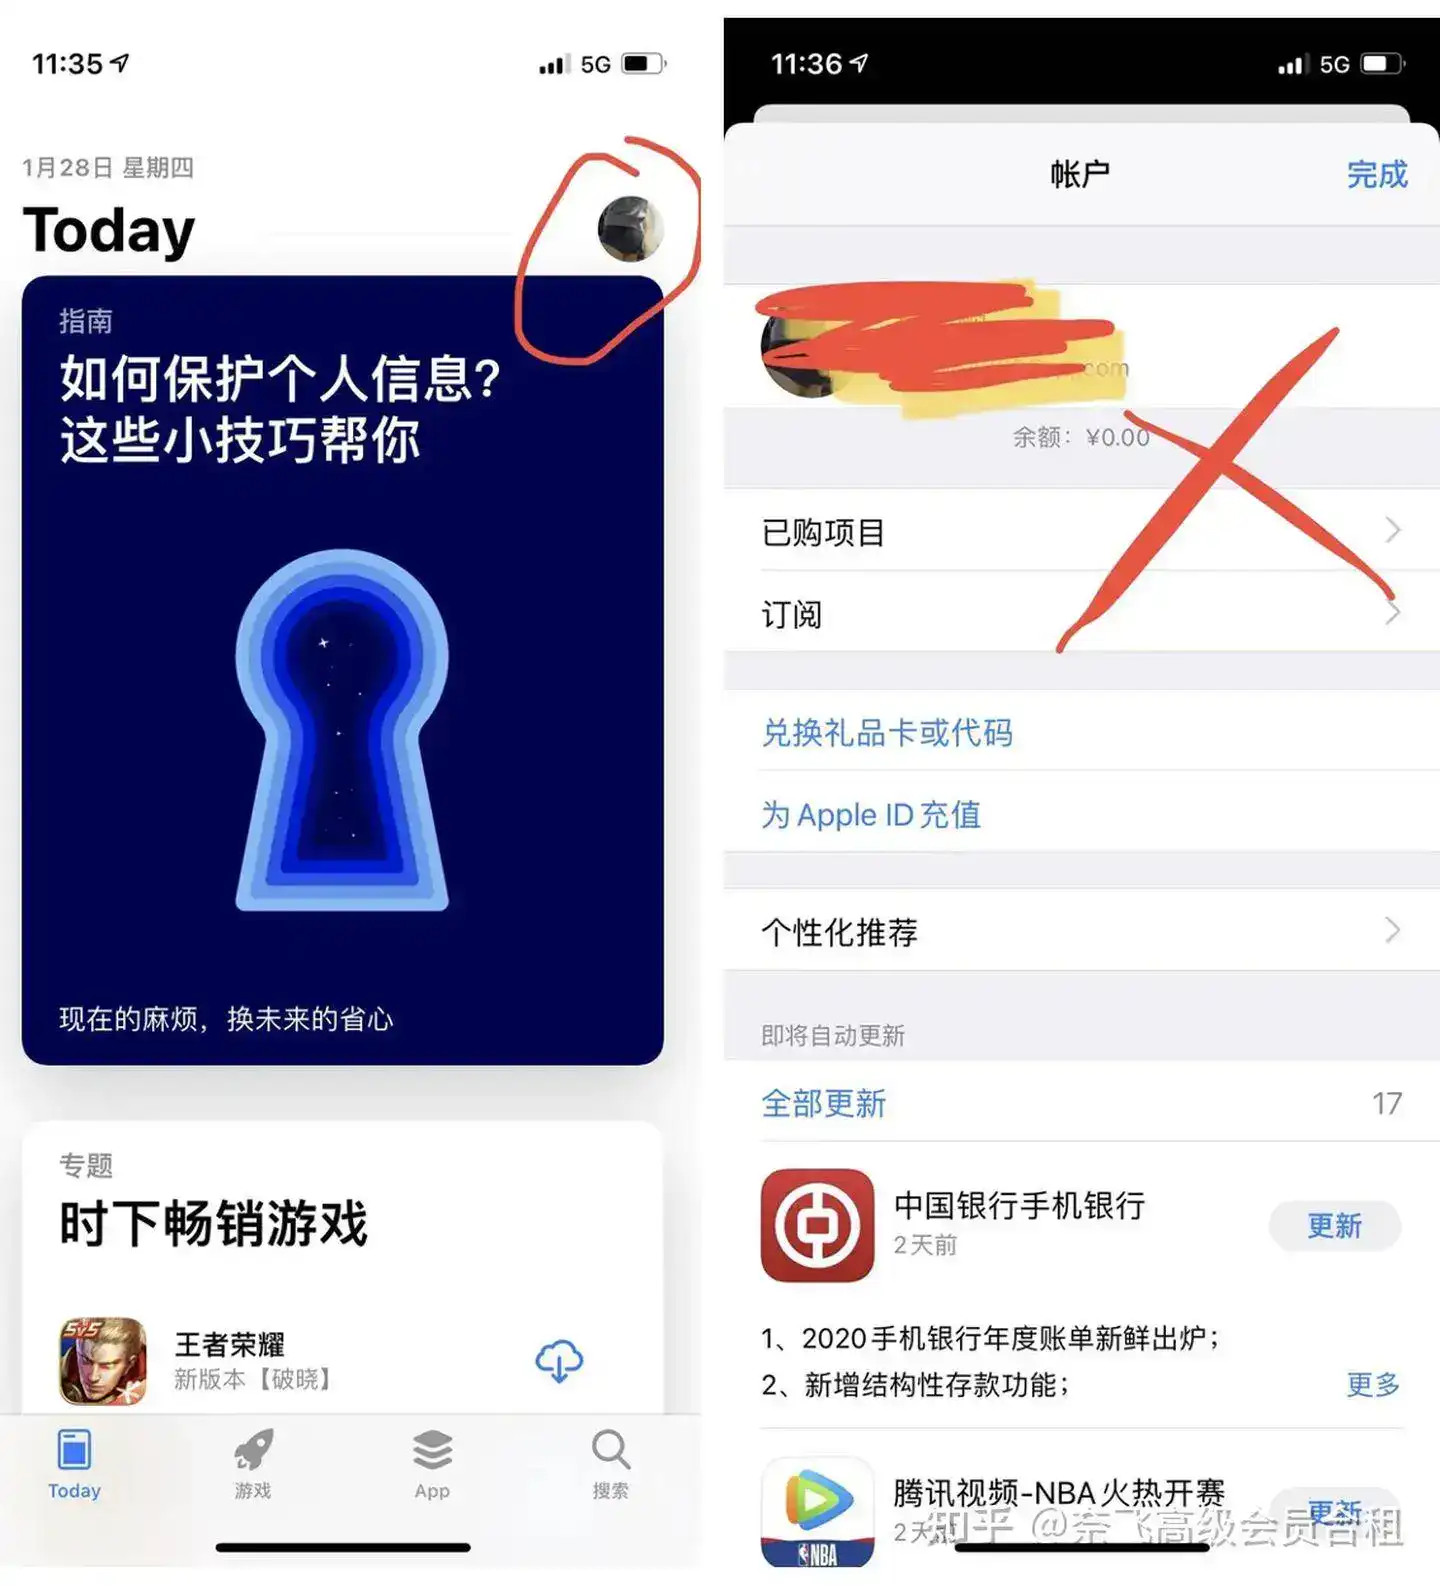 11:35
5G
1月28日 星期四
Today
指南
如何保护个人信息?
这些小技巧帮你
现在的麻烦，换未来的省心
专题
时下畅销游戏
5v5
王者荣耀
新版本【破晓】
Today
游戏
App
搜索
11:36
5G
帐户
完成
.com
余额：¥0.00
已购项目
订阅
兑换礼品卡或代码
为 Apple ID 充值
个性化推荐
即将自动更新
全部更新
17
中国银行手机银行
2天前
更新
1、2020手机银行年度账单新鲜出炉；
2、新增结构性存款功能；
更多
腾讯视频-NBA火热开赛
2天前
更新
NBA
知乎 @奈飞高级会员合租